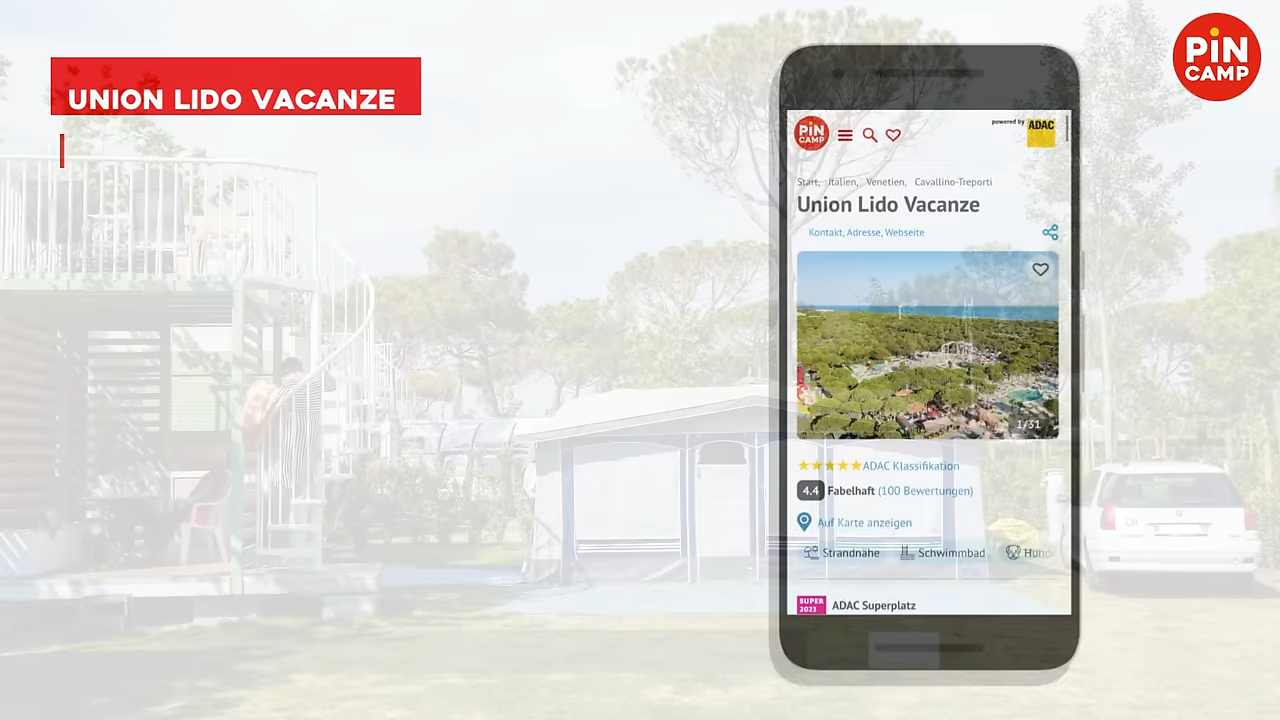 UNION LIDO VACANZE
PiN
CAMP
PiN
CAMP
powered by ADAC
Start, Italien, Venetien, Cavallino-Treporti
Union Lido Vacanze
Kontakt, Adresse, Webseite
1/31
ADAC Klassifikation
4.4 Fabelhaft (100 Bewertungen)
Auf Karte anzeigen
Strandnähe Schwimmbad Hund
SUPER
2023
ADAC Superplatz
CH